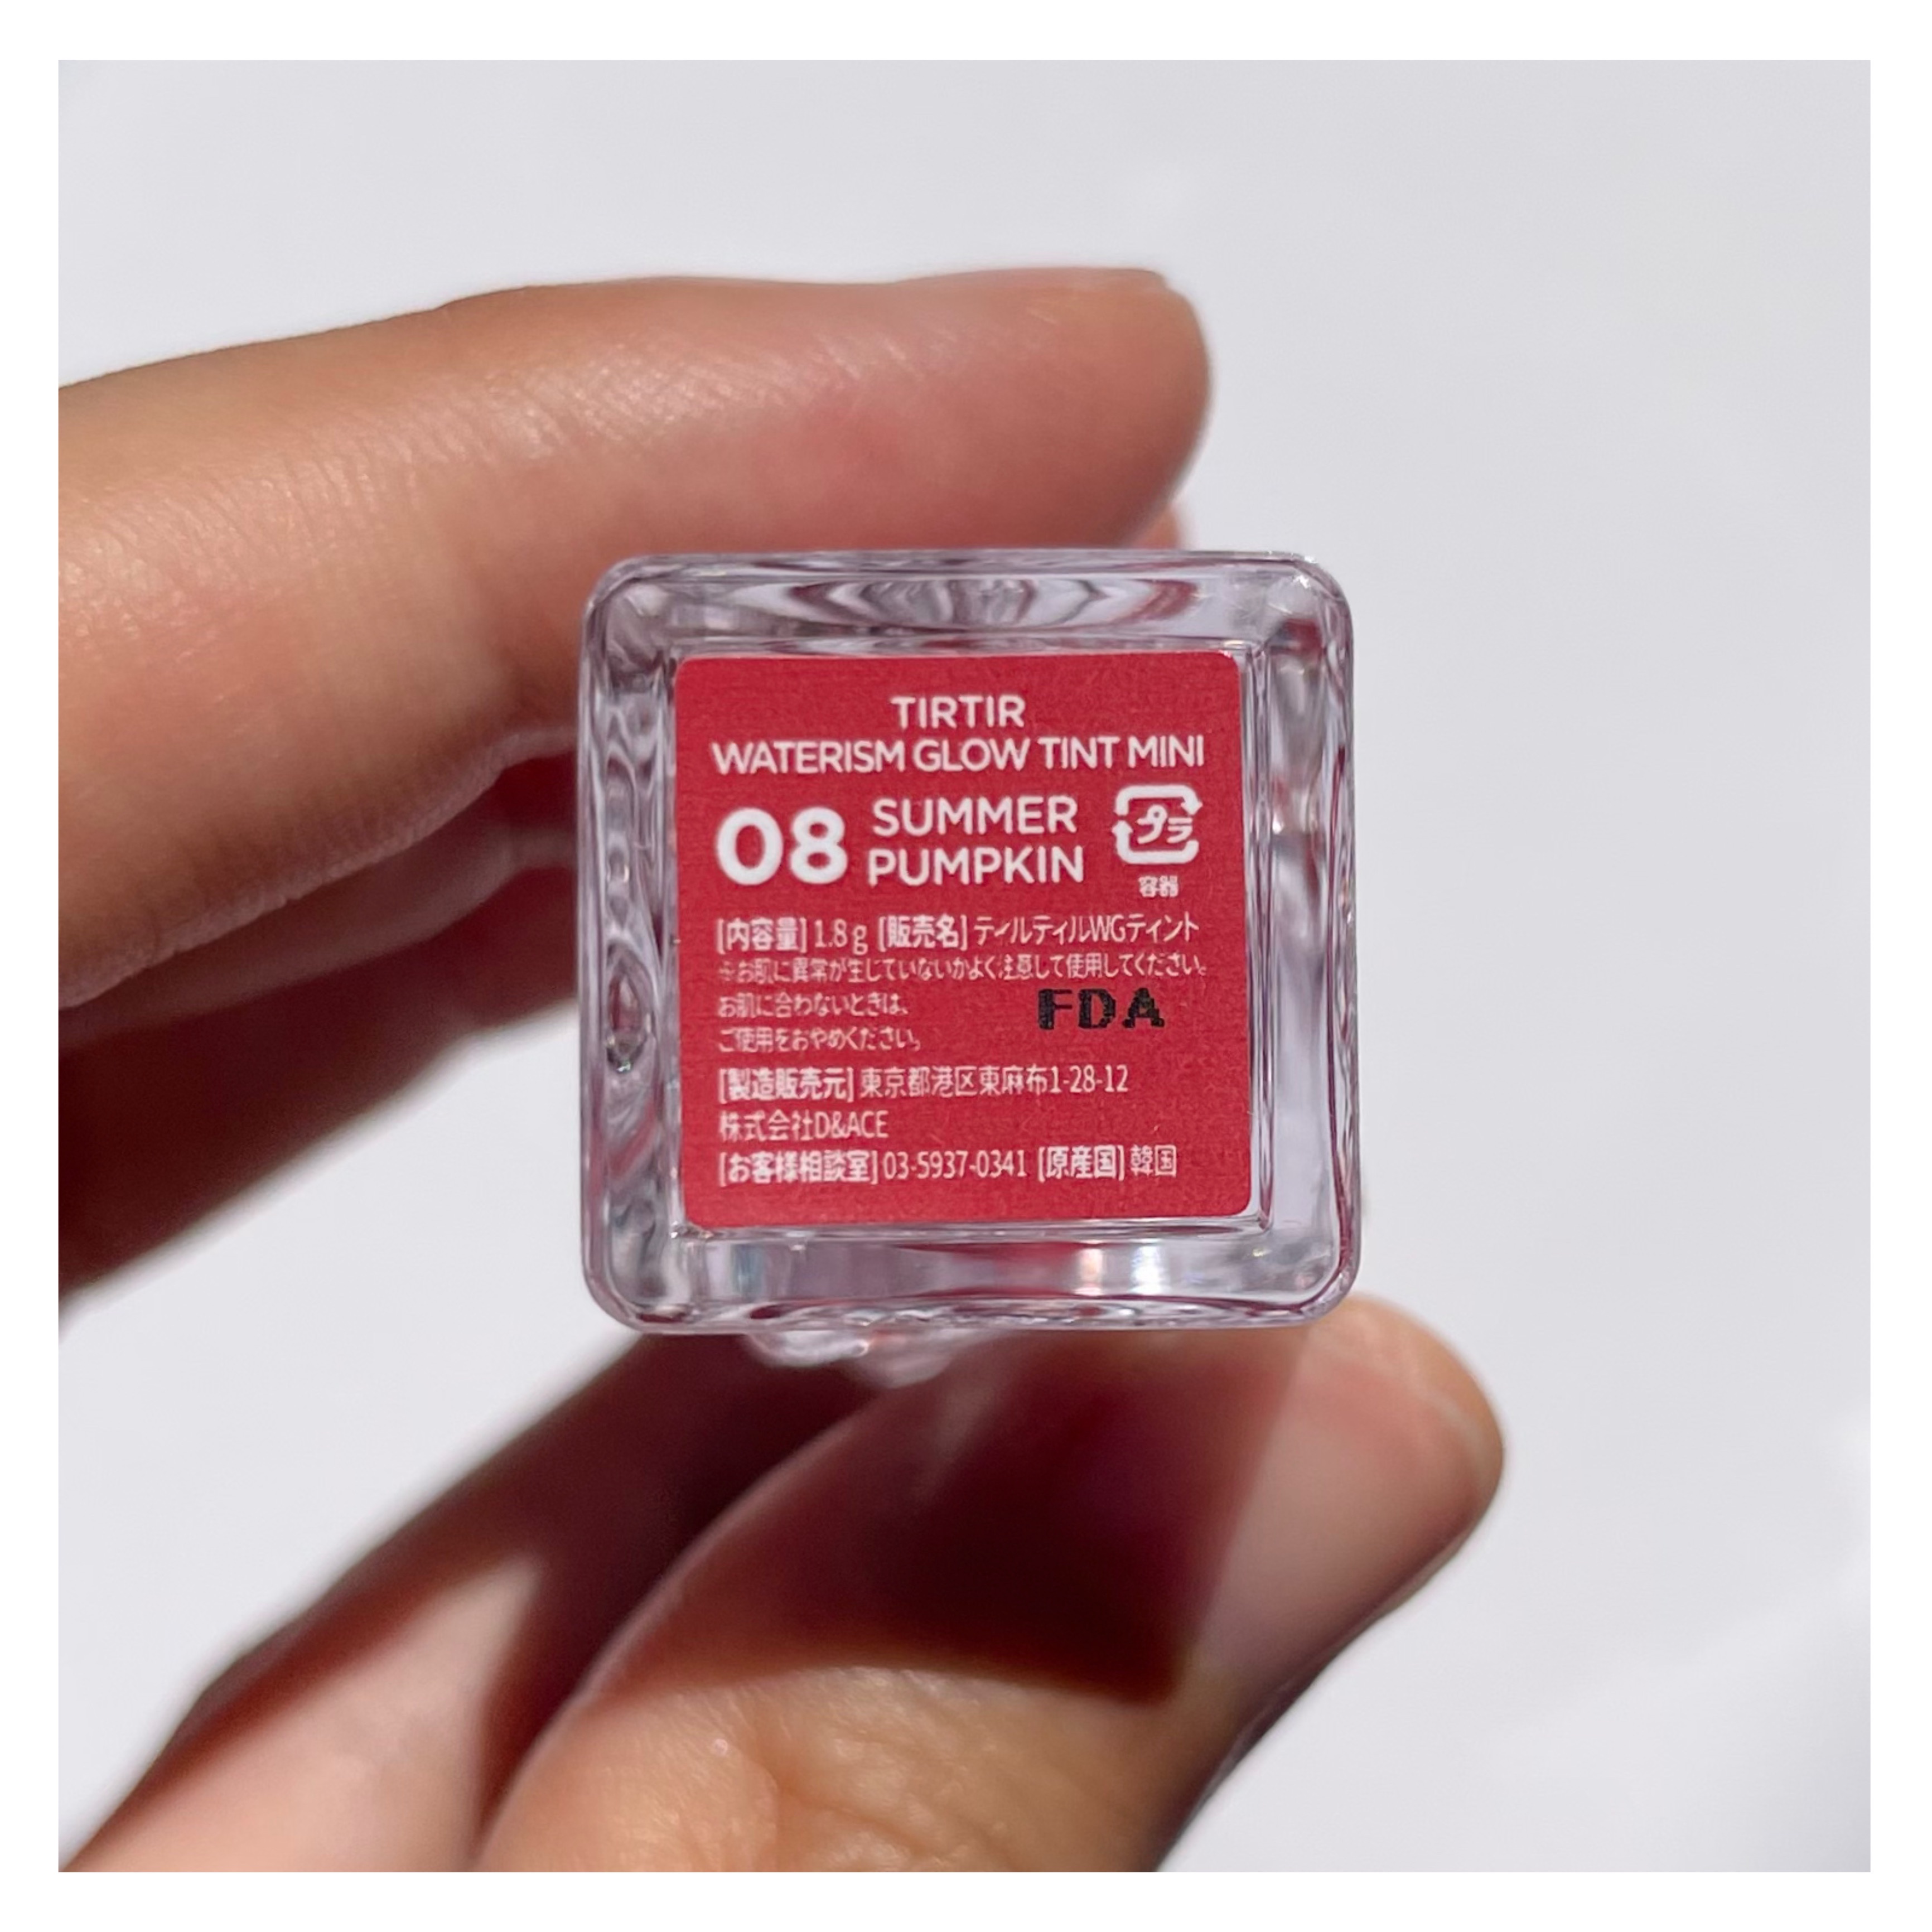 TIRTIR
WATERISM GLOW TINT MINI
08 SUMMER PUMPKIN
プラ
容器
[内容量] 1.8g [販売名] ティルティルWGティント
※お肌に異常が生じていないかよく注意して使用してください。
お肌に合わないときは、
ご使用をおやめください。
FDA
[製造販売元] 東京都港区東麻布1-28-12
株式会社D&ACE
[お客様相談室] 03-5937-0341 [原産国] 韓国